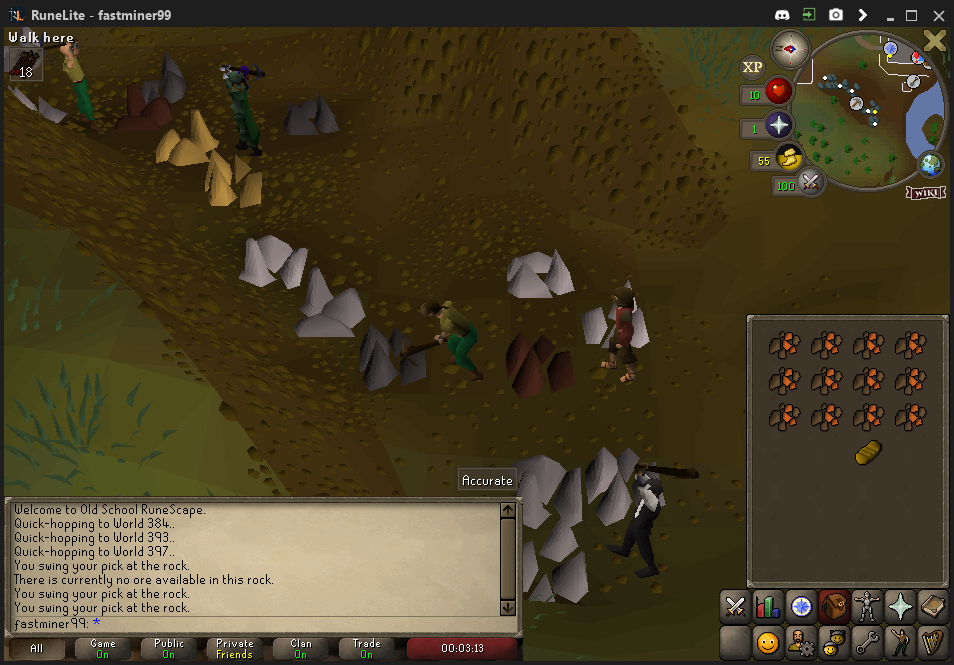 RuneLite - fastminer99
Walk here
18
XP
10
1
55
100
WIKI
Accurate
Welcome to Old School RuneScape.
Quick-hopping to World 384..
Quick-hopping to World 393..
Quick-hopping to World 397..
You swing your pick at the rock.
There is currently no ore available in this rock.
You swing your pick at the rock.
You swing your pick at the rock.
fastminer99: *
All
Game
On
Public
On
Private
Friends
Clan
On
Trade
On
00:03:13